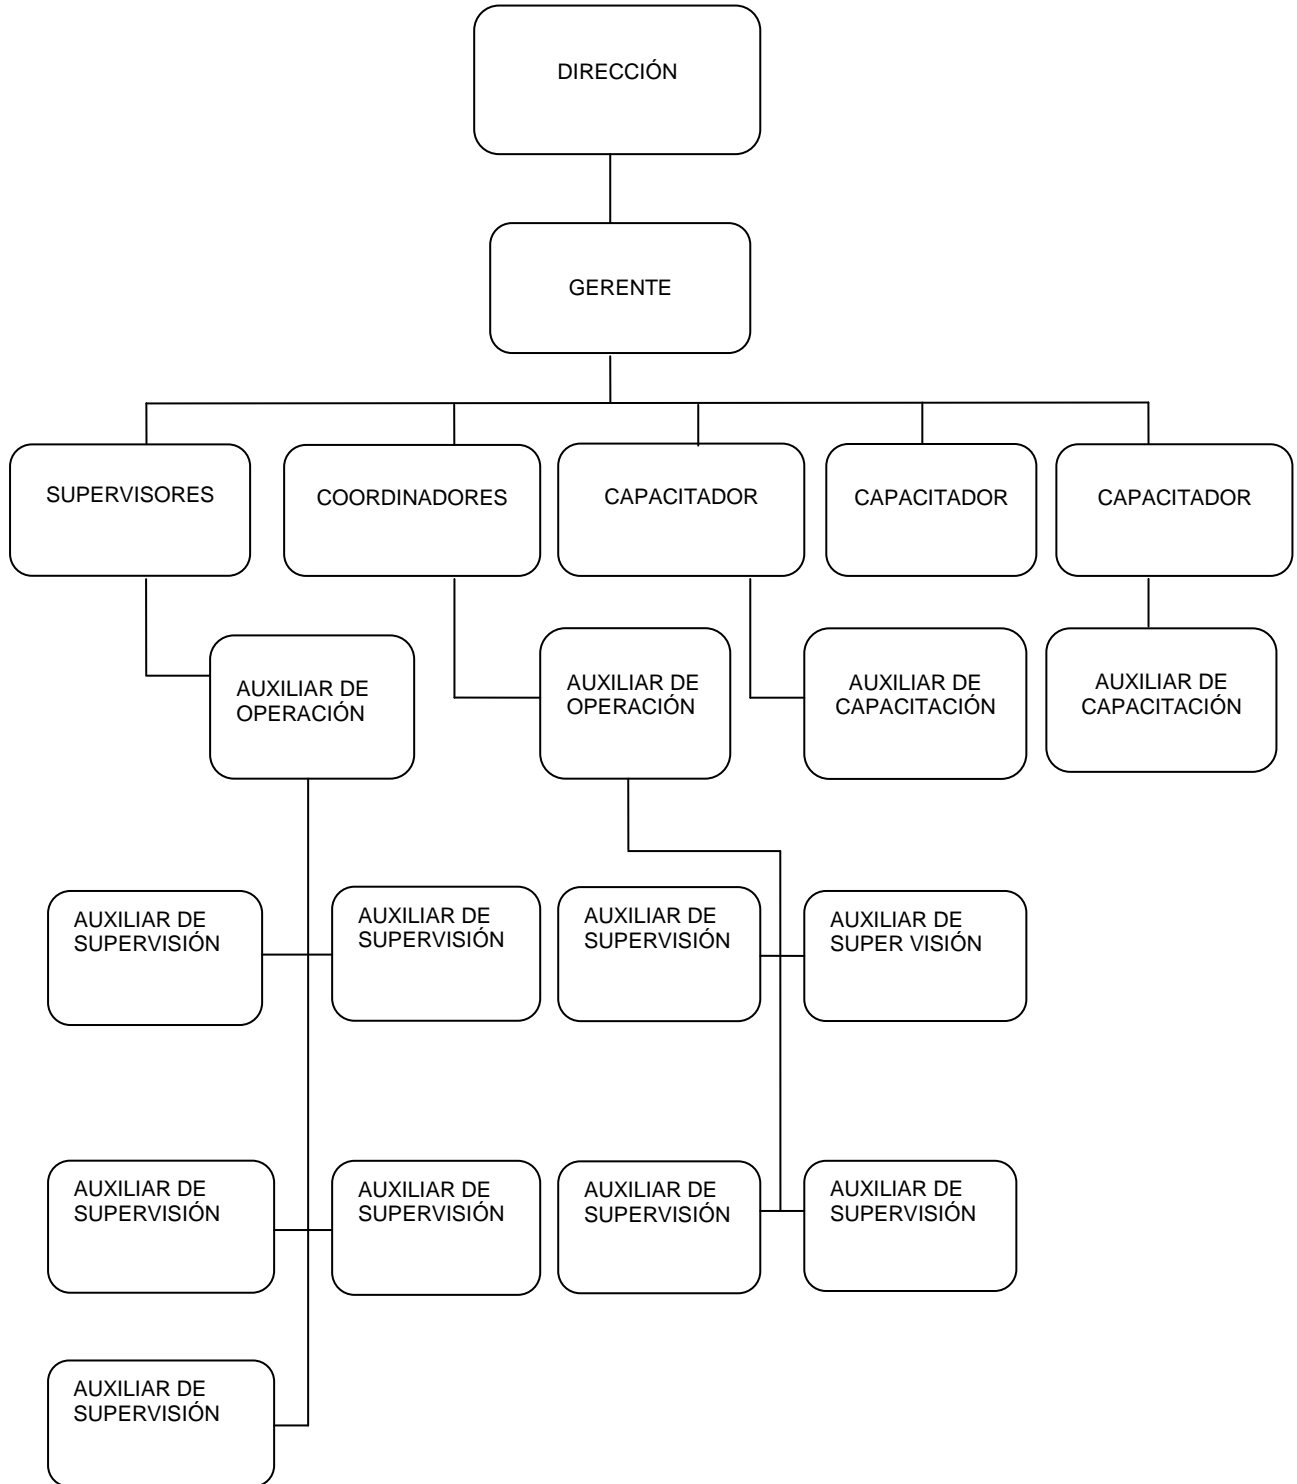 DIRECCIÓN
GERENTE
SUPERVISORES
COORDINADORES
CAPACITADOR
CAPACITADOR
CAPACITADOR
AUXILIAR DE
OPERACIÓN
AUXILIAR DE
OPERACIÓN
AUXILIAR DE
CAPACITACIÓN
AUXILIAR DE
CAPACITACIÓN
AUXILIAR DE
SUPERVISIÓN
AUXILIAR DE
SUPERVISIÓN
AUXILIAR DE
SUPERVISIÓN
AUXILIAR DE
SUPER VISIÓN
AUXILIAR DE
SUPERVISIÓN
AUXILIAR DE
SUPERVISIÓN
AUXILIAR DE
SUPERVISIÓN
AUXILIAR DE
SUPERVISIÓN
AUXILIAR DE
SUPERVISIÓN